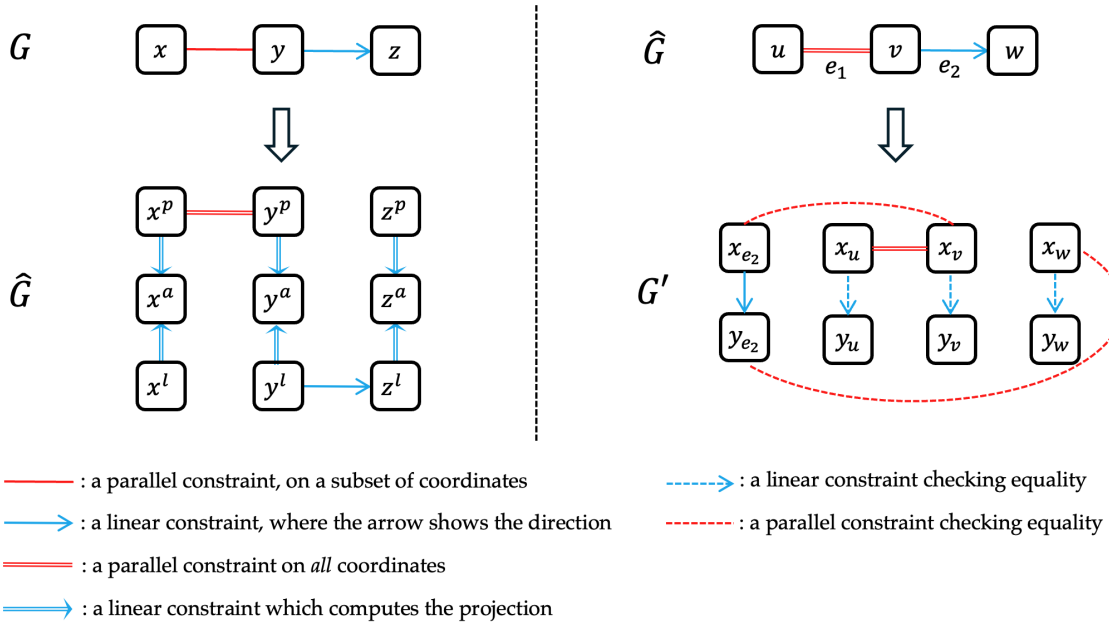 G x y z
x^p y^p z^p
Ĝ x^a y^a z^a
x^l y^l z^l
Ĝ u v w
e_1 e_2
x_{e_2} x_u x_v x_w
G′
y_{e_2} y_u y_v y_w
: a parallel constraint, on a subset of coordinates
: a linear constraint, where the arrow shows the direction
: a parallel constraint on all coordinates
: a linear constraint which computes the projection
: a linear constraint checking equality
: a parallel constraint checking equality